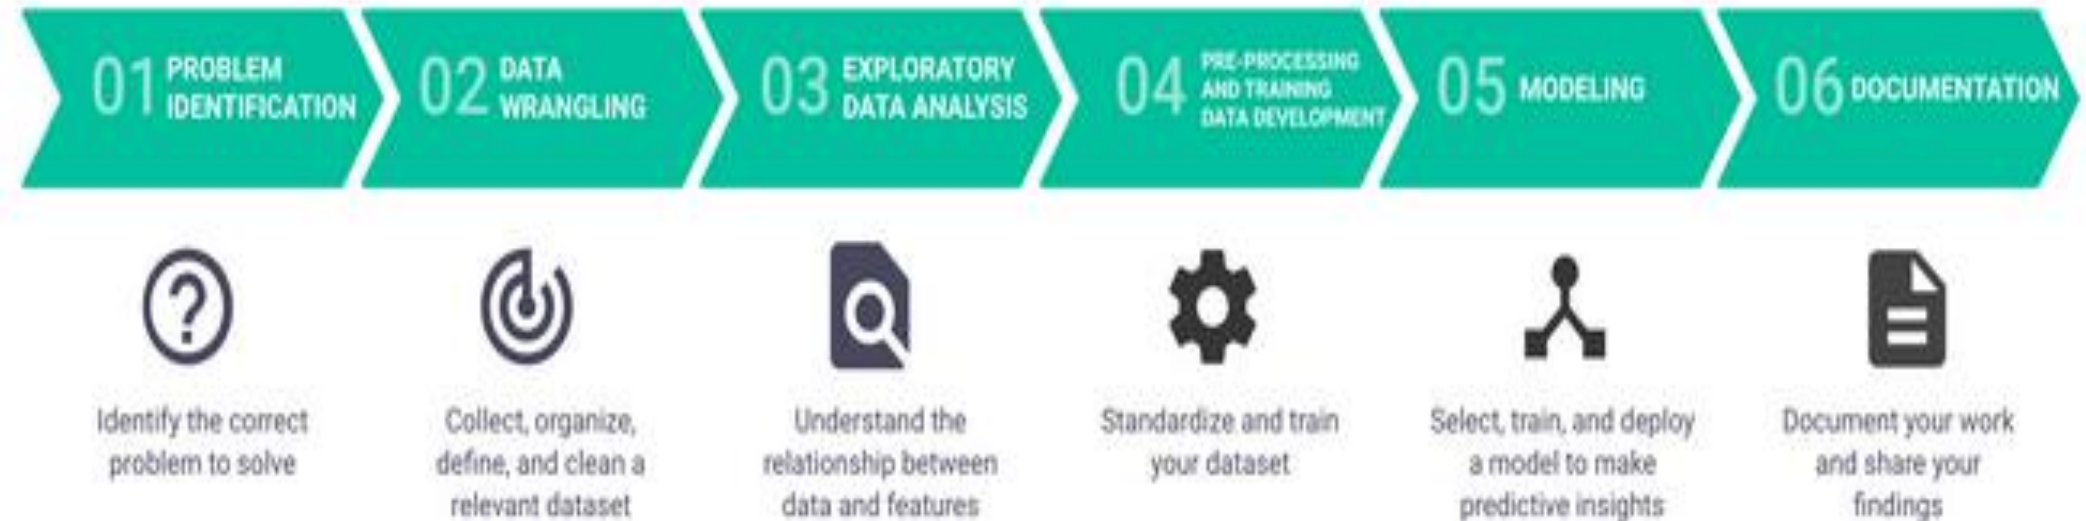 01 PROBLEM
IDENTIFICATION
02 DATA
WRANGLING
03 EXPLORATORY
DATA ANALYSIS
04 PRE-PROCESSING
AND TRAINING
DATA DEVELOPMENT
05 MODELING
06 DOCUMENTATION
Identify the correct
problem to solve
Collect, organize,
define, and clean a
relevant dataset
Understand the
relationship between
data and features
Standardize and train
your dataset
Select, train, and deploy
a model to make
predictive insights
Document your work
and share your
findings